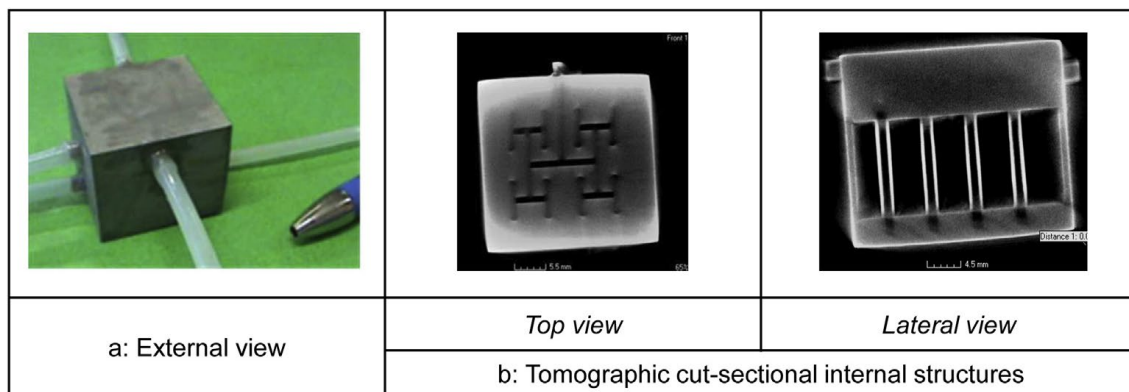 Front 1
5.5 mm
65%
Distance 1: 0.0
4.5 mm
a: External view
Top view
Lateral view
b: Tomographic cut-sectional internal structures